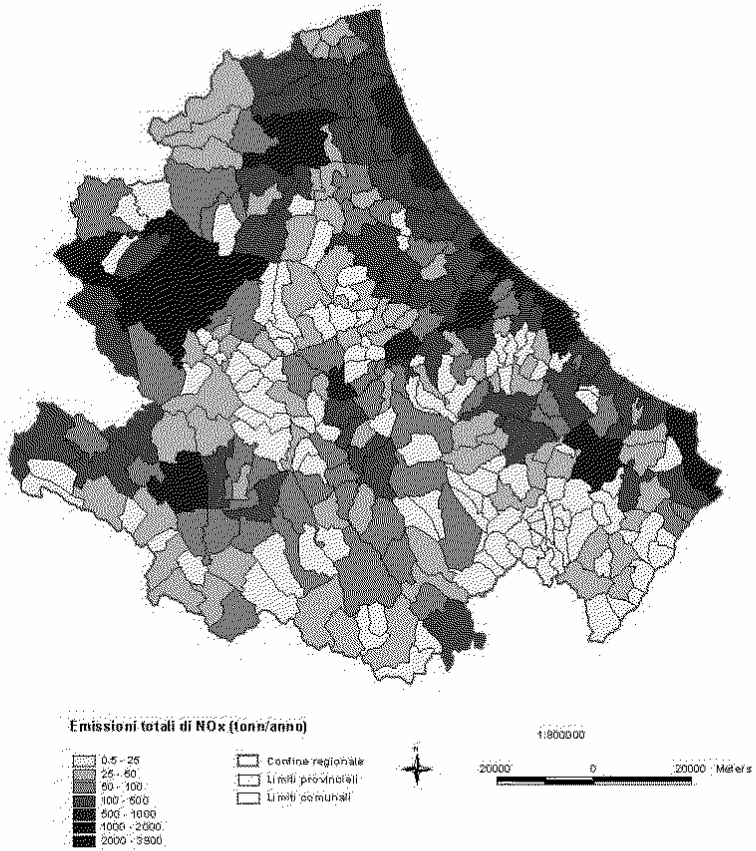 Emissioni totali di NOx (tonn/anno)
0.5 - 25
25 - 50
50 - 100
100 - 500
500 - 1000
1000 - 2000
2000 - 3900
Confine regionale
Limiti provinciali
Limiti comunali
N
1:800000
20000 0 20000 Meters